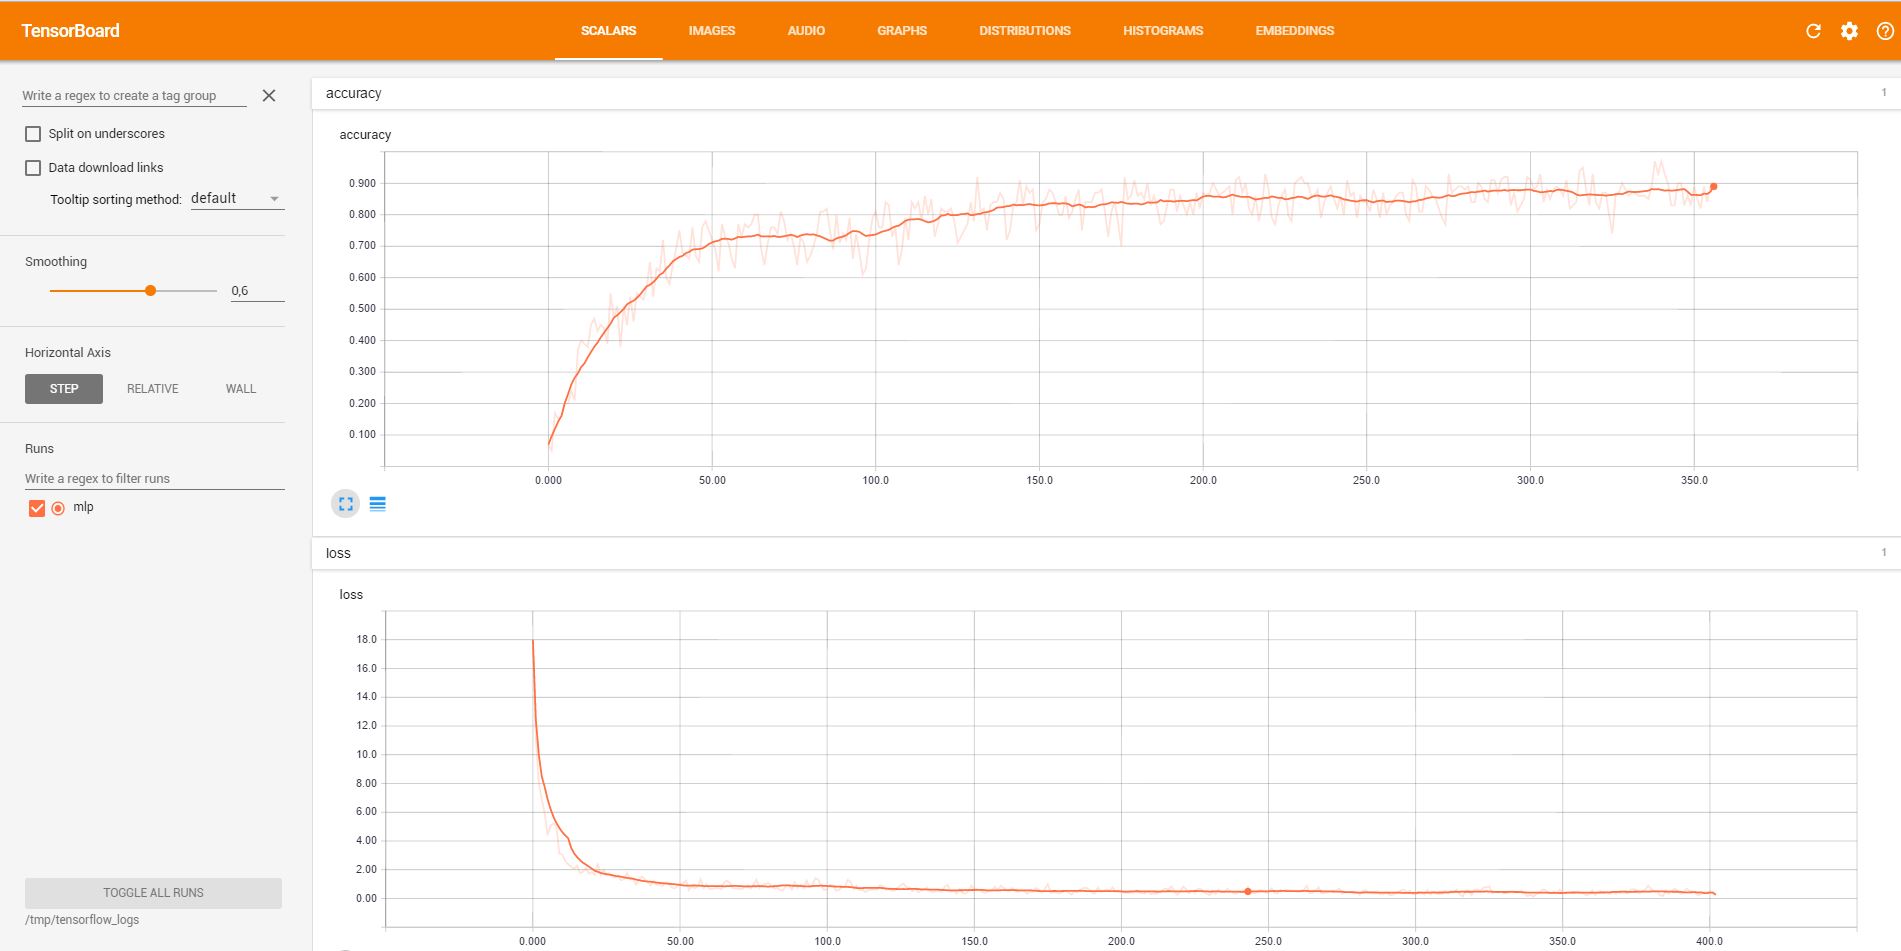 TensorBoard
SCALARS IMAGES AUDIO GRAPHS DISTRIBUTIONS HISTOGRAMS EMBEDDINGS
Write a regex to create a tag group
Split on underscores
Data download links
Tooltip sorting method: default
Smoothing
0,6
Horizontal Axis
STEP RELATIVE WALL
Runs
Write a regex to filter runs
mlp
TOGGLE ALL RUNS
/tmp/tensorflow_logs
accuracy 1
accuracy
0.900
0.800
0.700
0.600
0.500
0.400
0.300
0.200
0.100
0.000 50.00 100.0 150.0 200.0 250.0 300.0 350.0
loss 1
loss
18.0
16.0
14.0
12.0
10.0
8.00
6.00
4.00
2.00
0.00
0.000 50.00 100.0 150.0 200.0 250.0 300.0 350.0 400.0